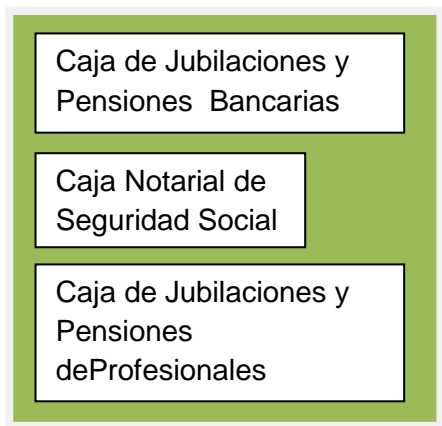 Caja de Jubilaciones y
Pensiones  Bancarias
Caja Notarial de
Seguridad Social
Caja de Jubilaciones y
Pensiones
deProfesionales